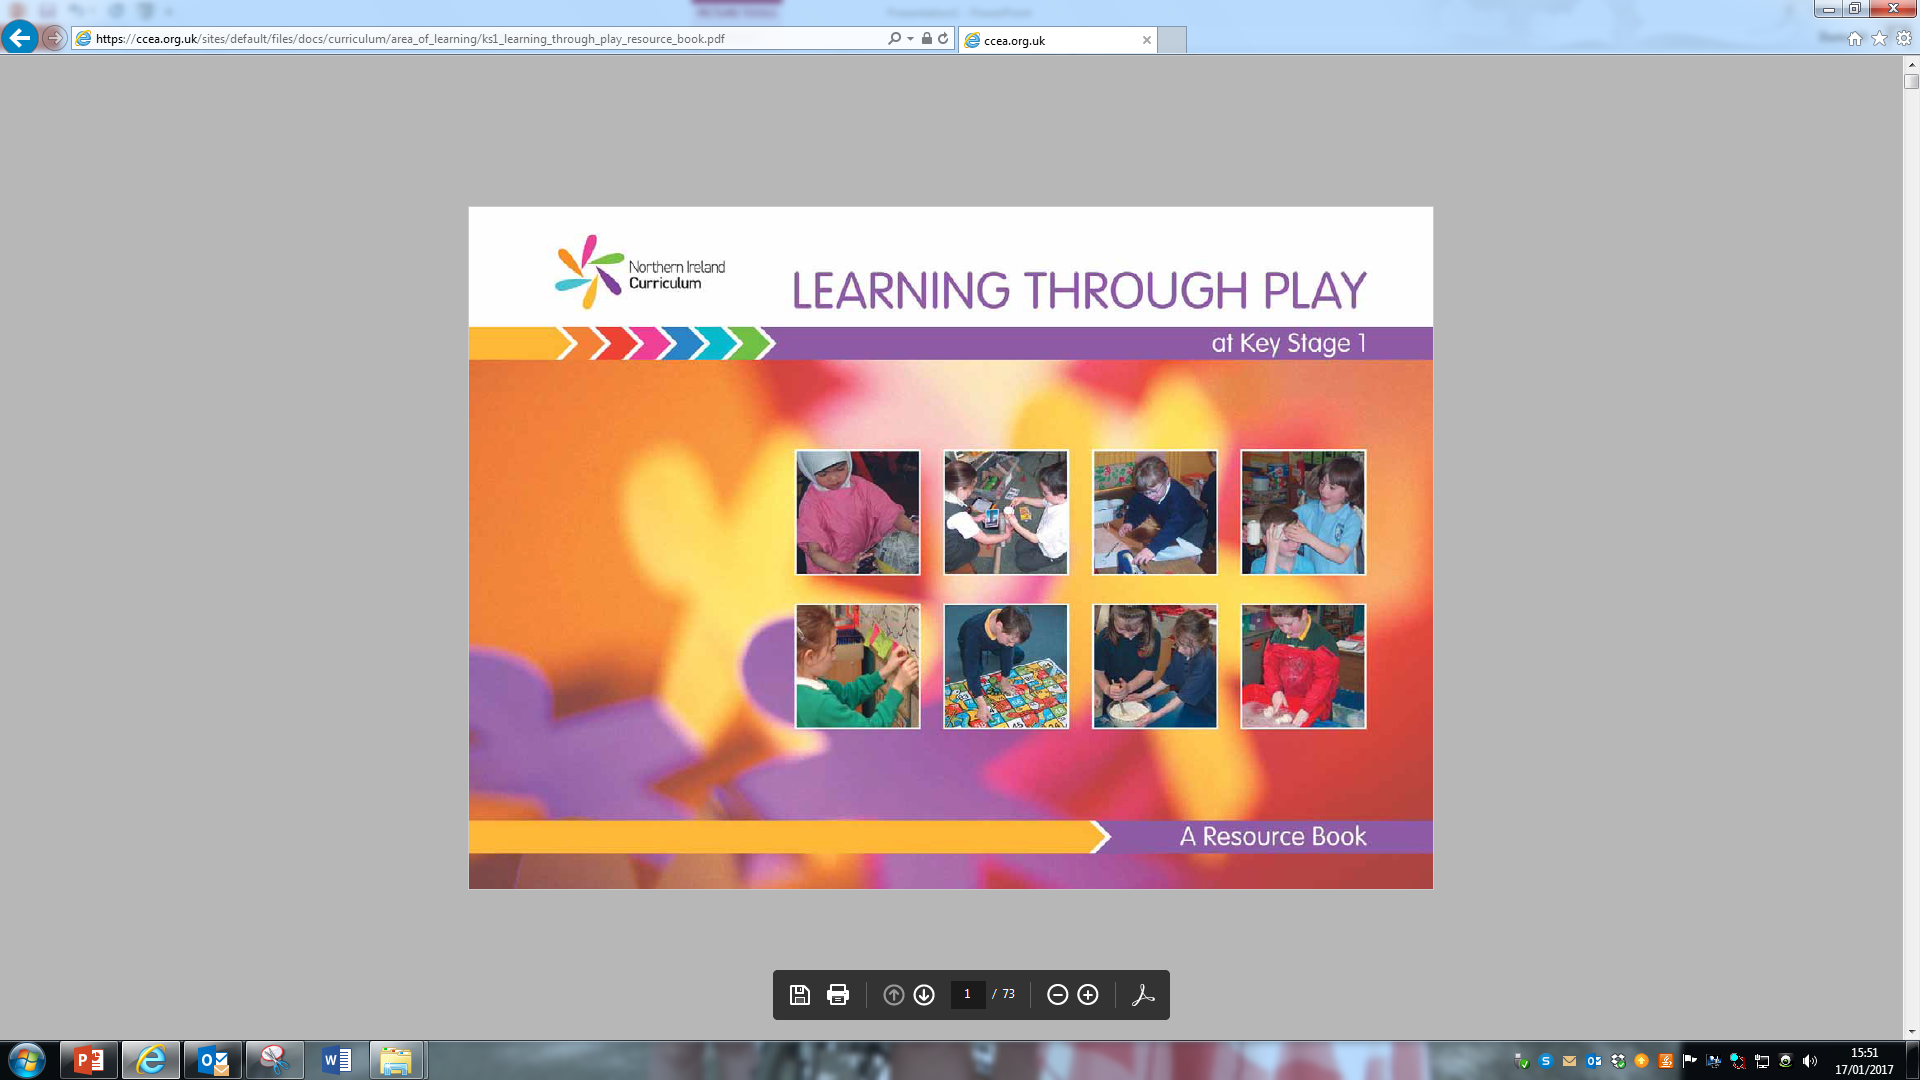 https://ccea.org.uk/sites/default/files/docs/curriculum/area_of_learning/ks1_learning_through_play_resource_book.pdf
ccea.org.uk
Northern Ireland
Curriculum
LEARNING THROUGH PLAY
at Key Stage 1
A Resource Book
1 / 73
15:51
17/01/2017